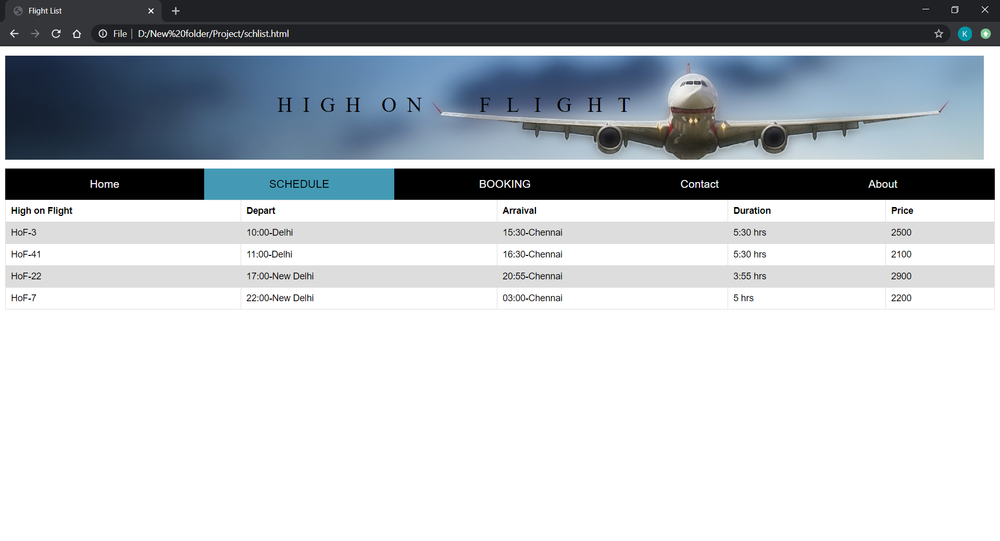 Flight List
File D:/New%20folder/Project/schlist.html
K
HIGH ON FLIGHT
Home SCHEDULE BOOKING Contact About
High on Flight Depart Arraival Duration Price
HoF-3 10:00-Delhi 15:30-Chennai 5:30 hrs 2500
HoF-41 11:00-Delhi 16:30-Chennai 5:30 hrs 2100
HoF-22 17:00-New Delhi 20:55-Chennai 3:55 hrs 2900
HoF-7 22:00-New Delhi 03:00-Chennai 5 hrs 2200